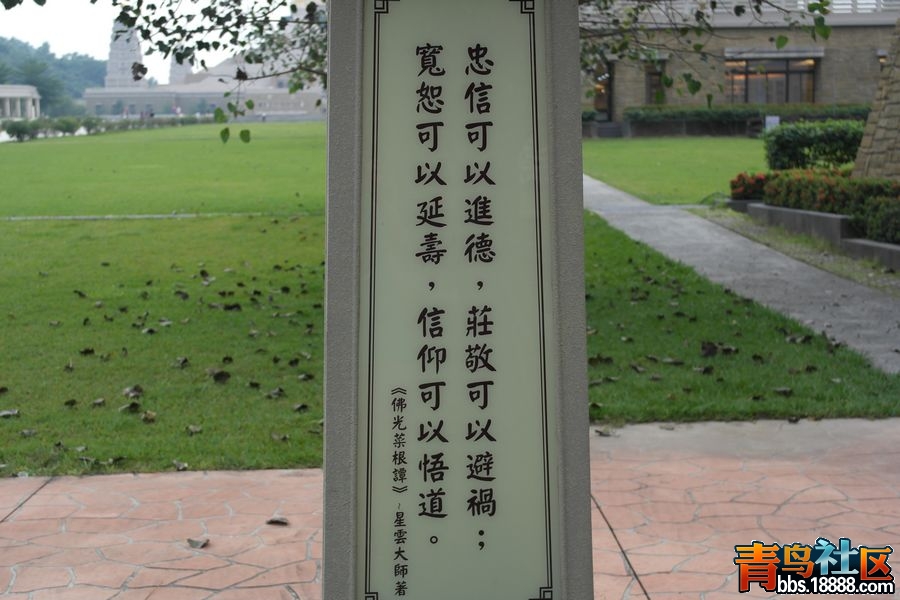 忠信可以進德，莊敬可以避禍；
寬恕可以延壽，信仰可以悟道。
《佛光菜根譚》~星雲大師著
青鸟社区
bbs.18888.com